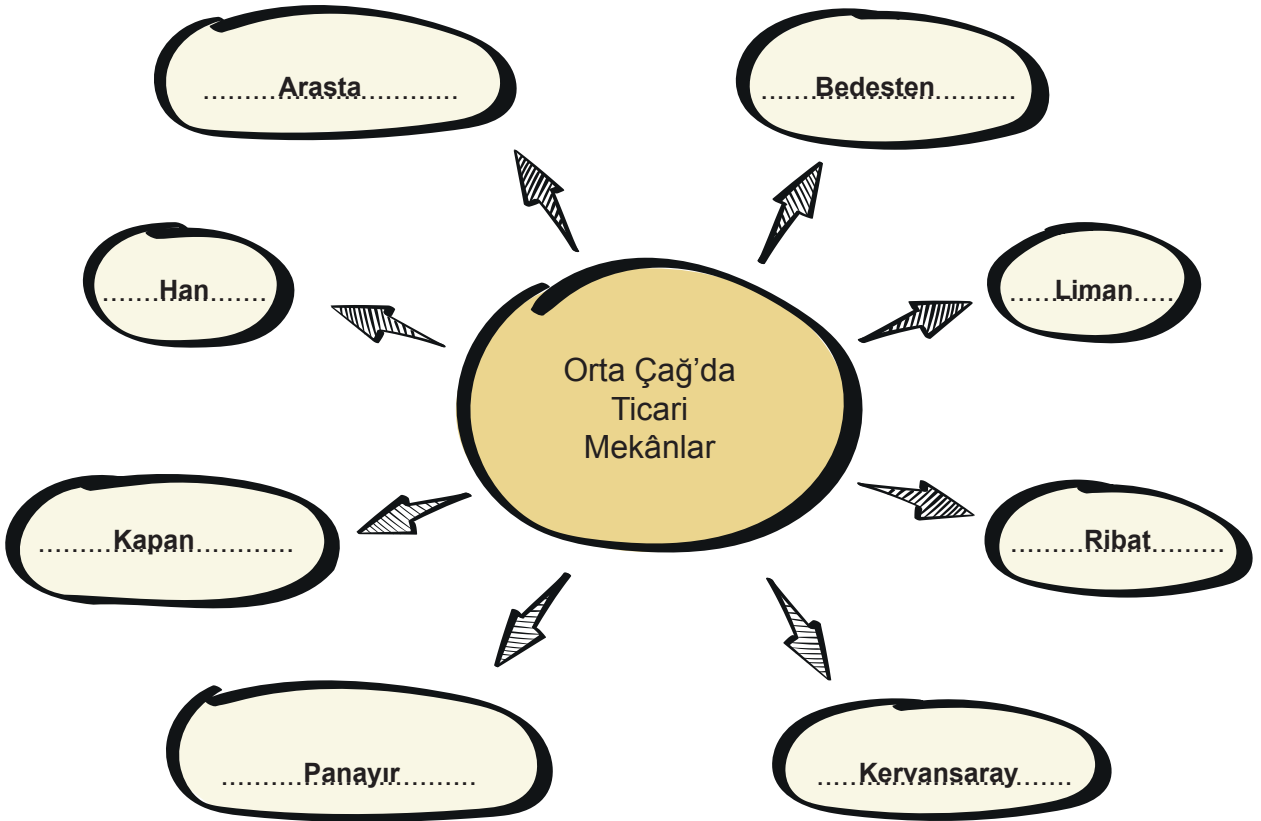 Arasta
Bedesten
Han
Liman
Orta Çağ’da
Ticari
Mekânlar
Kapan
Ribat
Panayır
Kervansaray